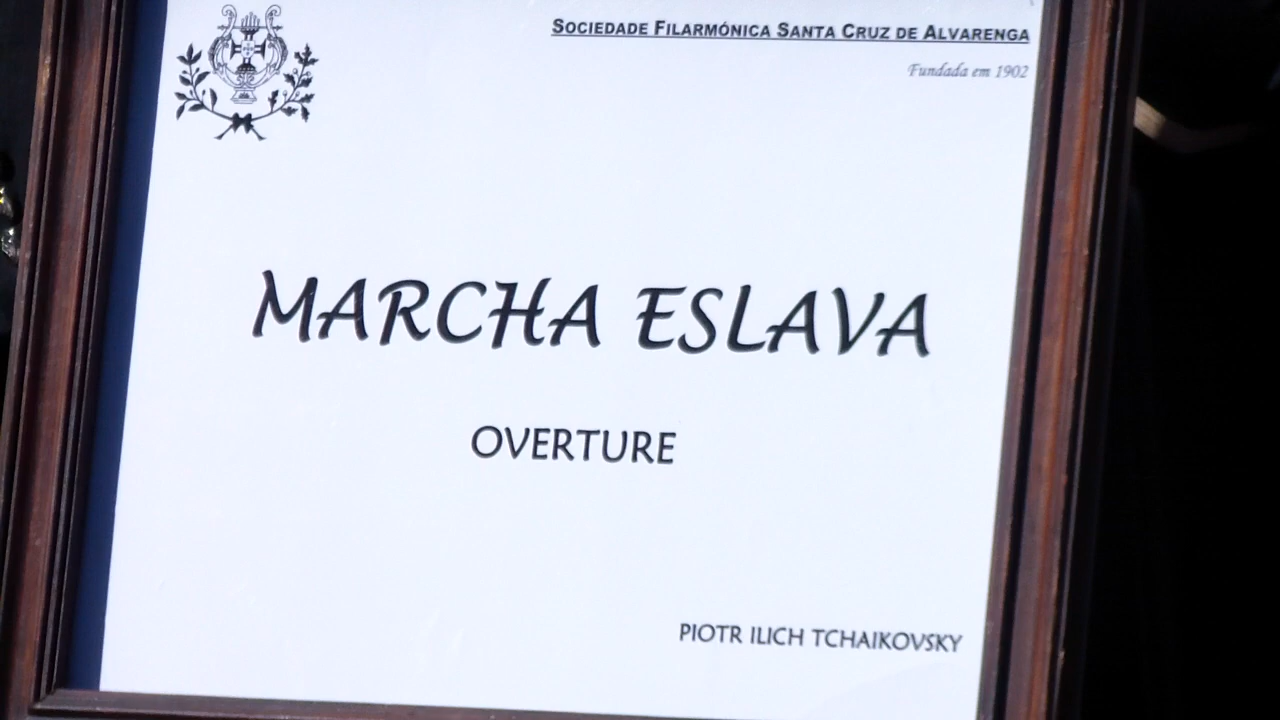 SOCIEDADE FILARMÓNICA SANTA CRUZ DE ALVARENGA
Fundada em 1902
MARCHA ESLAVA
OVERTURE
PIOTR ILICH TCHAIKOVSKY